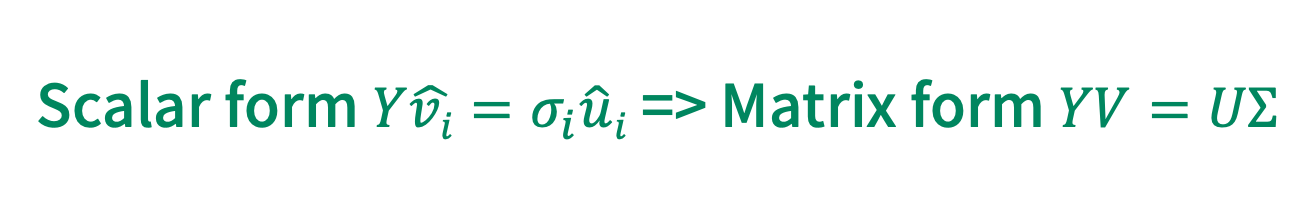 Scalar form 𝑌𝑣̂ᵢ = 𝜎ᵢ𝑢̂ᵢ => Matrix form 𝑌𝑉 = 𝑈Σ